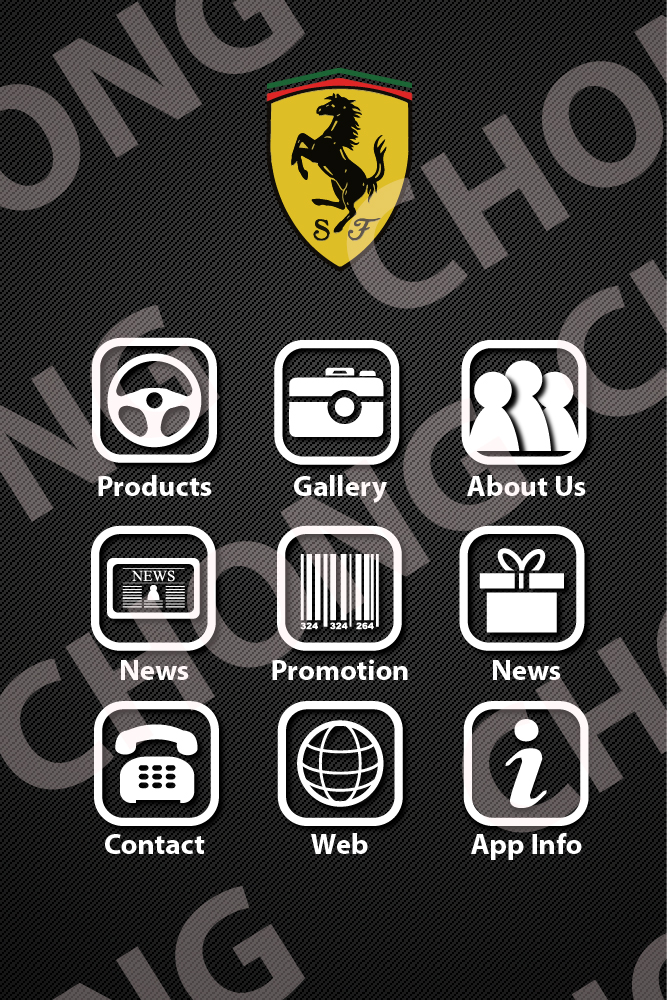 CHONG
S F
Products
Gallery
About Us
NEWS
324 324 264
News
Promotion
News
Contact
Web
App Info